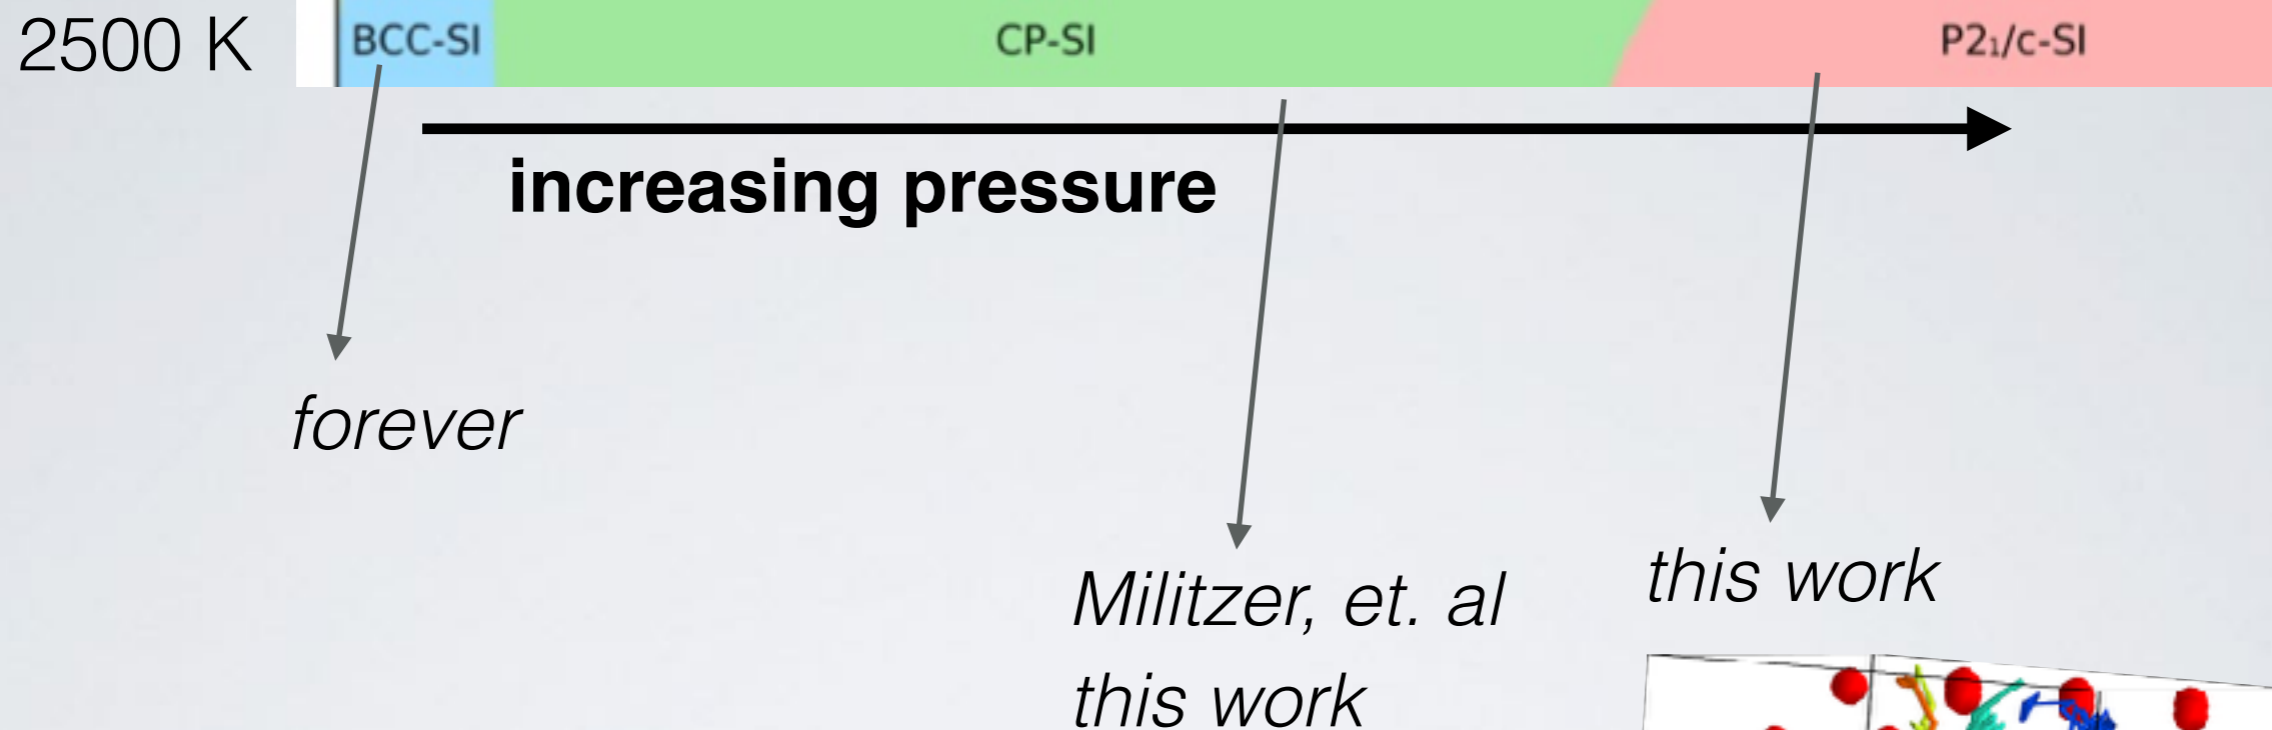 2500 K BCC-SI CP-SI P2₁/c-SI
increasing pressure
forever
Militzer, et. al
this work
this work